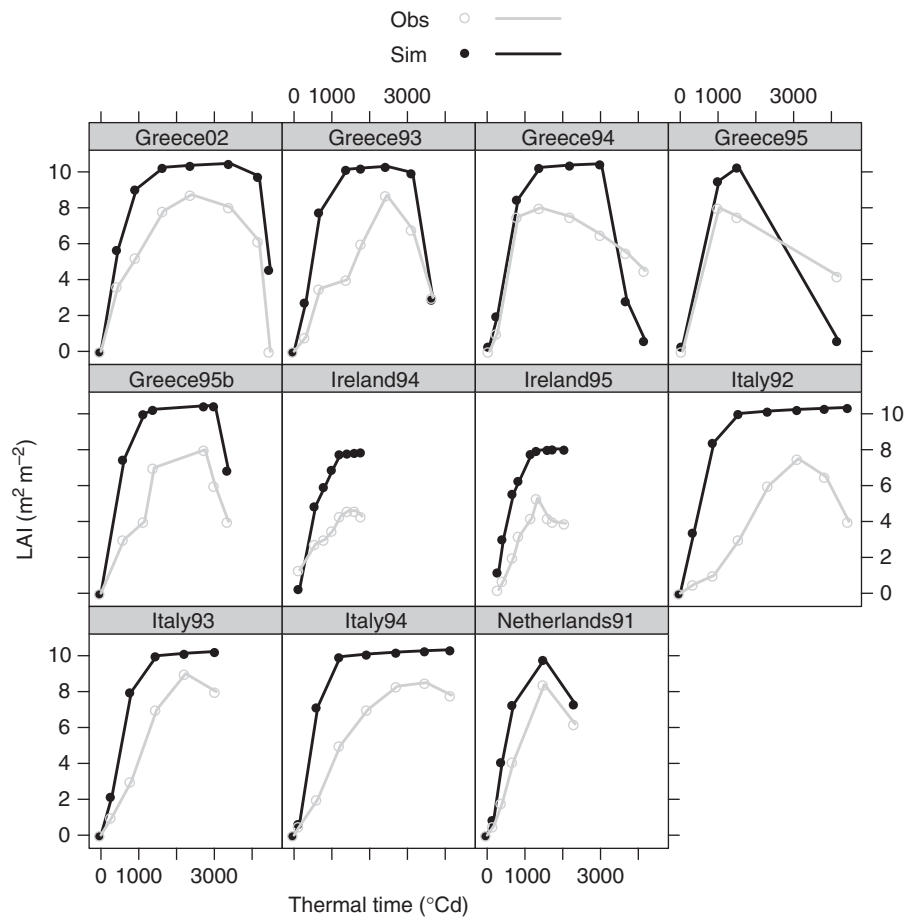 Obs
Sim
0 1000 3000 0 1000 3000
Greece02 Greece93 Greece94 Greece95
10
8
6
4
2
0
Greece95b Ireland94 Ireland95 Italy92
10
8
6
4
2
0
LAI (m² m⁻²)
Italy93 Italy94 Netherlands91
10
8
6
4
2
0
0 1000 3000 0 1000 3000
Thermal time (°Cd)